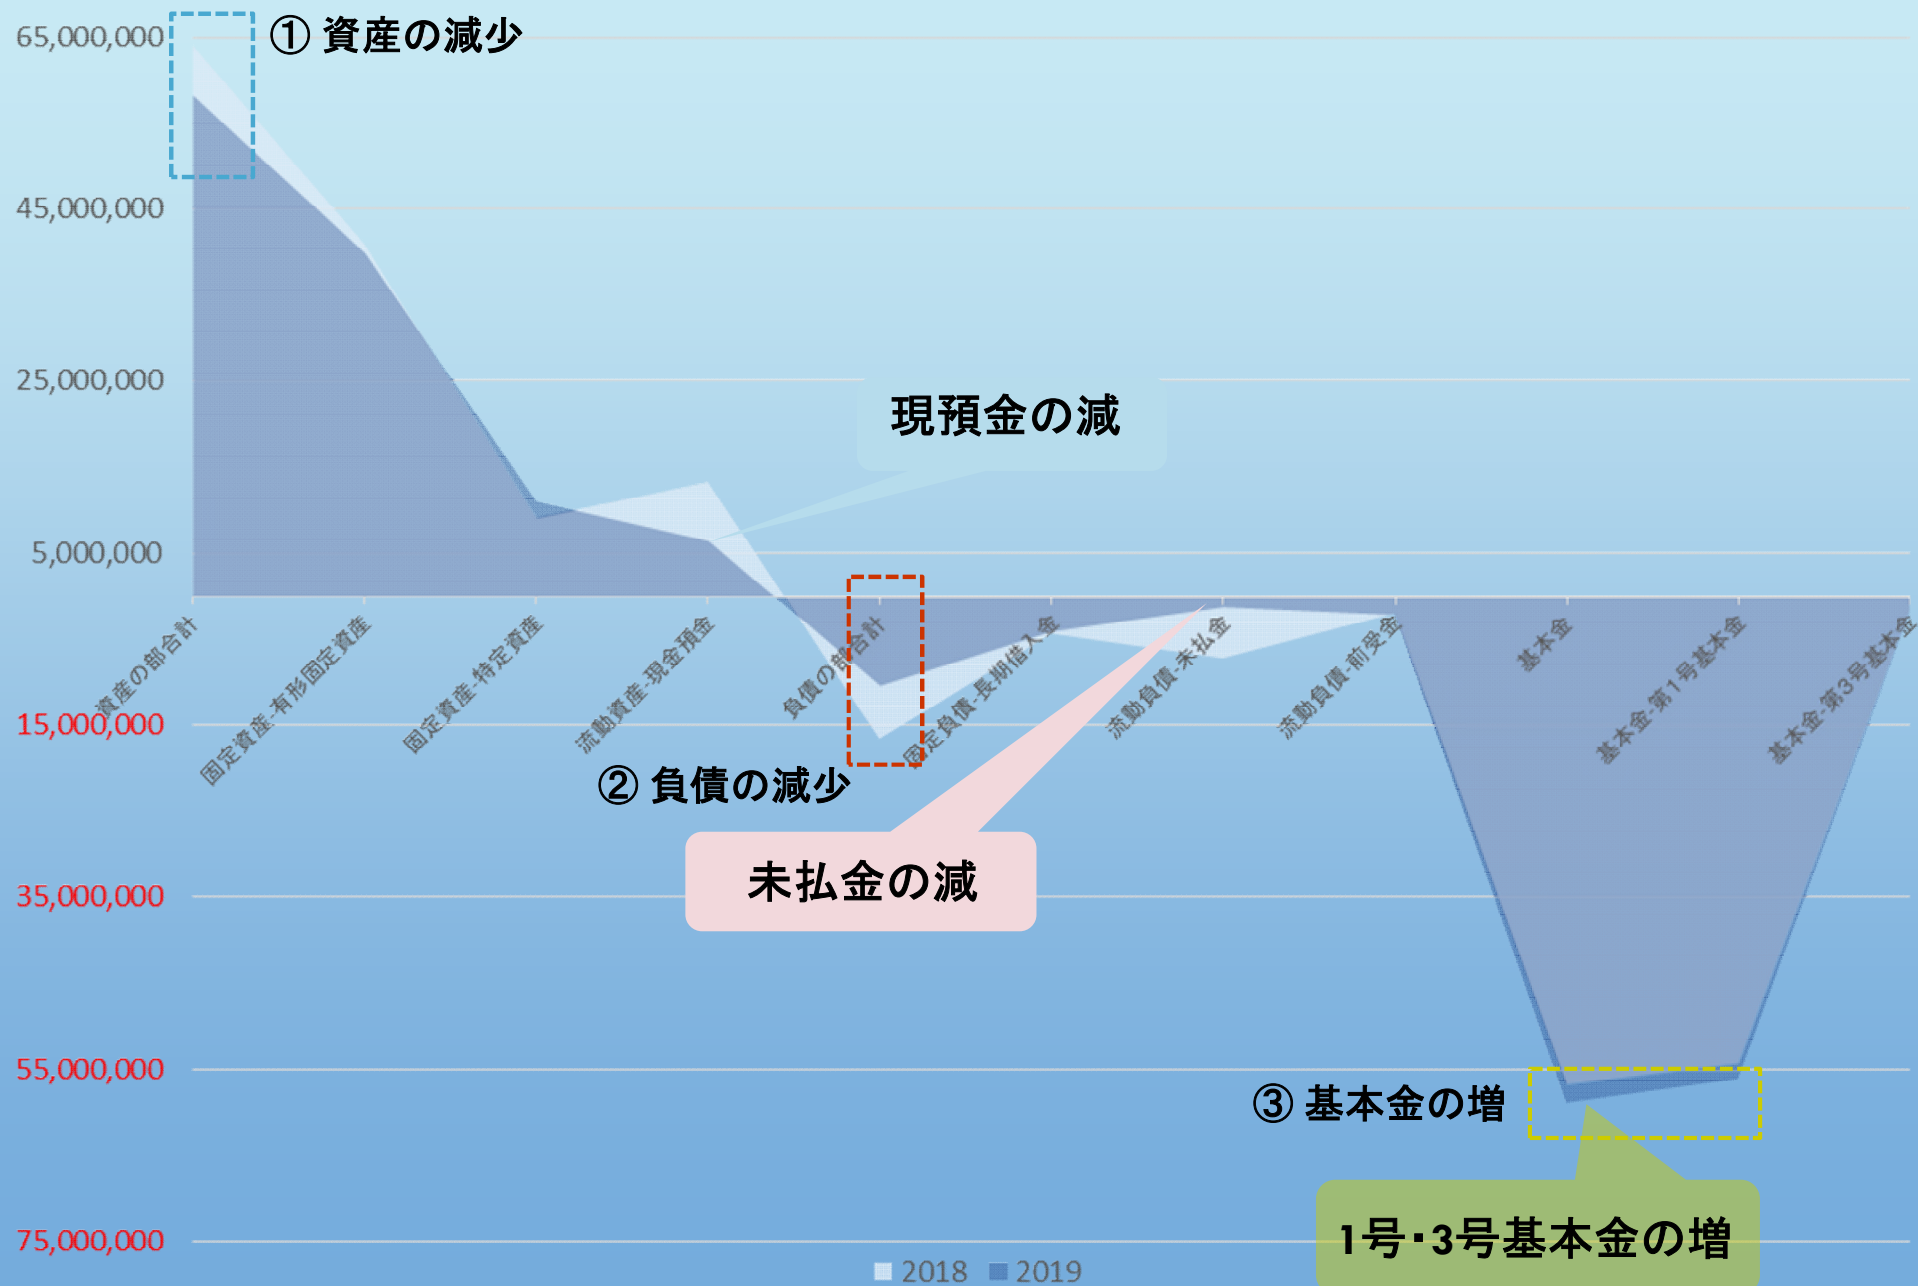 65,000,000
① 資産の減少
45,000,000
25,000,000
現預金の減
5,000,000
資産の部合計
固定資産-有形固定資産
固定資産-特定資産
流動資産-現金預金
負債の部合計
固定負債-長期借入金
流動負債-未払金
流動負債-前受金
基本金
基本金-第1号基本金
基本金-第3号基本金
15,000,000
② 負債の減少
未払金の減
35,000,000
55,000,000
③ 基本金の増
1号・3号基本金の増
75,000,000
2018 2019